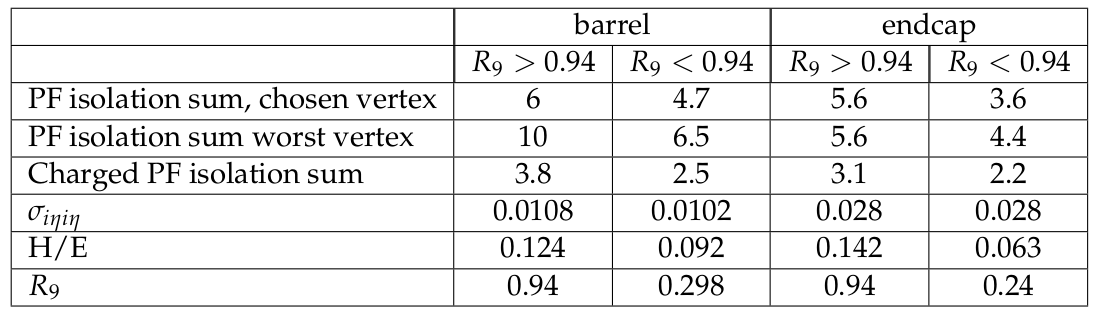 barrel endcap
R₉ > 0.94 R₉ < 0.94 R₉ > 0.94 R₉ < 0.94
PF isolation sum, chosen vertex 6 4.7 5.6 3.6
PF isolation sum worst vertex 10 6.5 5.6 4.4
Charged PF isolation sum 3.8 2.5 3.1 2.2
σ_{iηiη} 0.0108 0.0102 0.028 0.028
H/E 0.124 0.092 0.142 0.063
R₉ 0.94 0.298 0.94 0.24